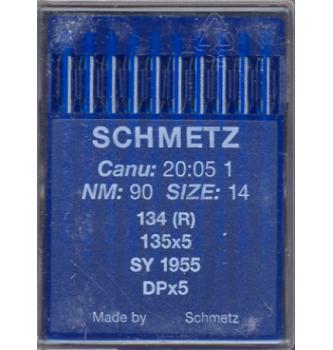 SCHMETZ
Canu: 20:05 1
NM: 90 SIZE: 14
134 (R)
135x5
SY 1955
DPx5
Made by Schmetz